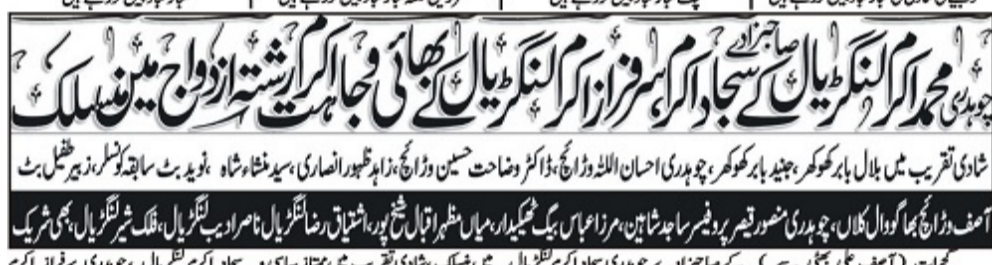 چوہدری محمد اکرم لنگڑیال کے صاحبزادے سجاد اکرم، سرفراز اکرم لنگڑیال کے بھائی وجاہت اکرم رشتہ ازدواج میں منسلک
شادی تقریب میں بلال بابر کھوکھر، جنید بابر کھوکھر، چوہدری احسان اللہ وڑائچ، ڈاکٹر وضاحت حسین وڑائچ، زاہد ظہور انصاری، سید منشاء شاہ، نوید بٹ سابقہ کونسلر، زبیر طفیل بٹ
آصف وڑائچ بھاگووال کلاں، چوہدری منصور قیصر پروفیسر ساجد شاہین، مرزا عباس بیگ ٹھیکیدار، میاں مظہر اقبال شیخ پور، اشتیاق رضا لنگڑیال ناصر ادیب لنگڑیال، فلک شیر لنگڑیال، بھی شریک